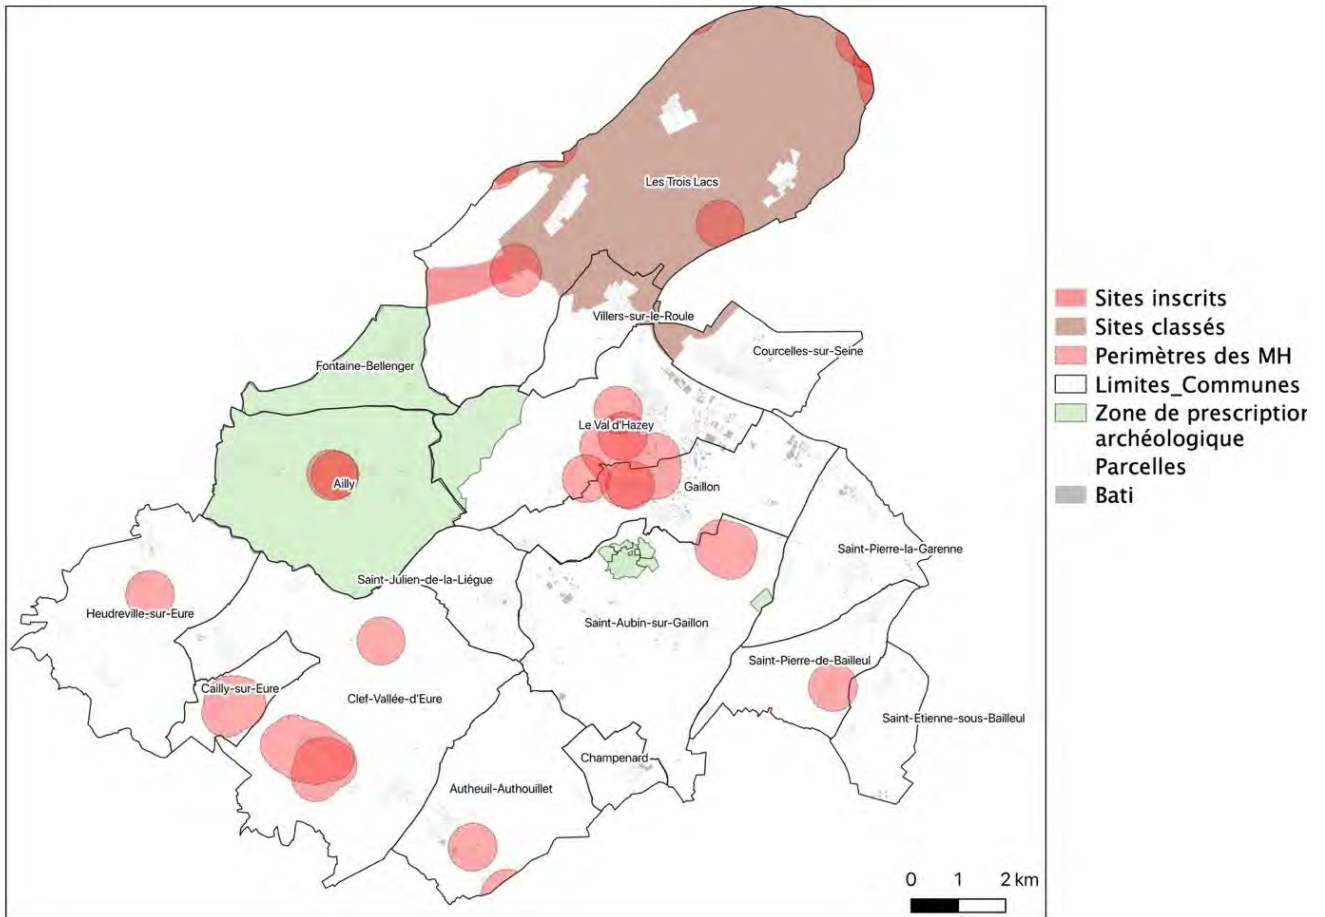 Les Trois Lacs
Villers-sur-le-Roule
Courcelles-sur-Seine
Fontaine-Bellenger
Le Val d'Hazey
Ailly
Gaillon
Saint-Pierre-la-Garenne
Saint-Julien-de-la-Liégue
Heudreville-sur-Eure
Saint-Aubin-sur-Gaillon
Saint-Pierre-de-Bailleul
Cailly-sur-Eure
Clef-Vallée-d'Eure
Saint-Etienne-sous-Bailleul
Champenard
Autheuil-Authouillet
0 1 2 km
Sites inscrits
Sites classés
Perimètres des MH
Limites_Communes
Zone de prescription
archéologique
Parcelles
Bati